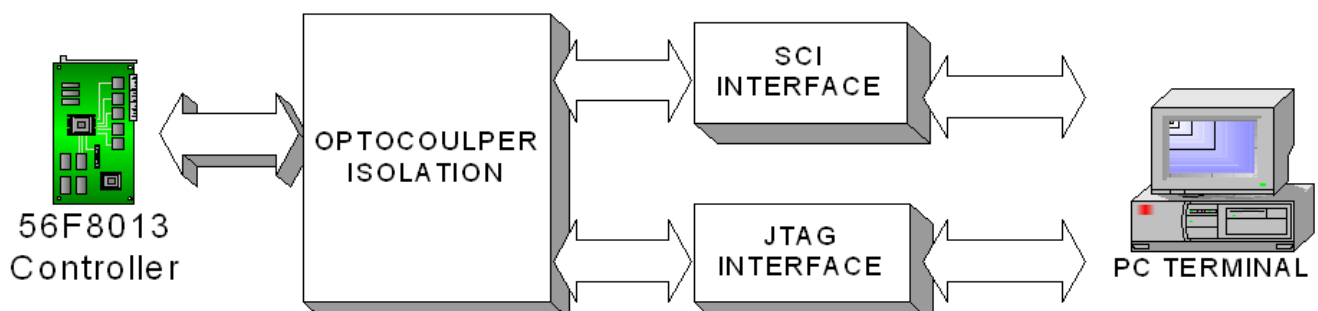 56F8013
Controller
OPTOCOULPER
ISOLATION
SCI
INTERFACE
JTAG
INTERFACE
PC TERMINAL